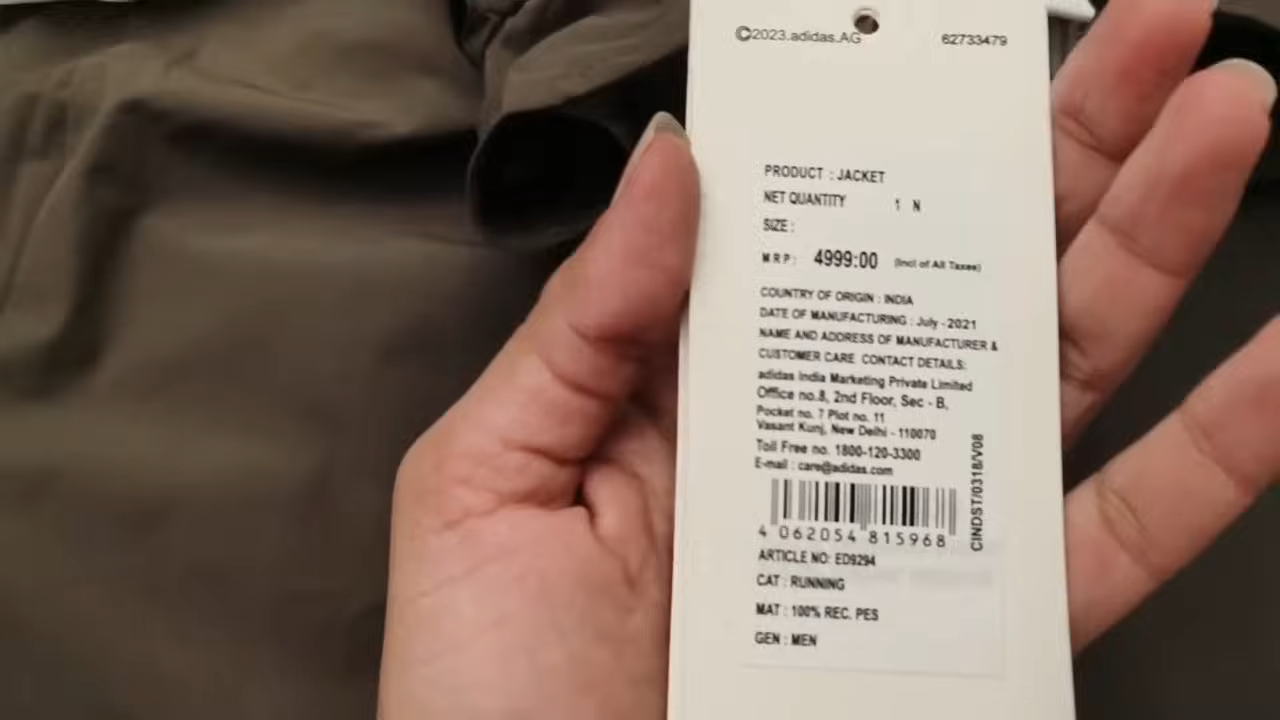 ©2023.adidas.AG 62733479
PRODUCT : JACKET
NET QUANTITY 1 N
SIZE :
MRP: 4999:00 (Incl of All Taxes)
COUNTRY OF ORIGIN : INDIA
DATE OF MANUFACTURING : July - 2021
NAME AND ADDRESS OF MANUFACTURER &
CUSTOMER CARE CONTACT DETAILS:
adidas India Marketing Private Limited
Office no.8, 2nd Floor, Sec - B,
Pocket no. 7 Plot no. 11
Vasant Kunj, New Delhi - 110070
Toll Free no. 1800-120-3300
E-mail : care@adidas.com
CINDST/0318/V08
4 062054 815968
ARTICLE NO: ED9294
CAT : RUNNING
MAT : 100% REC. PES
GEN : MEN